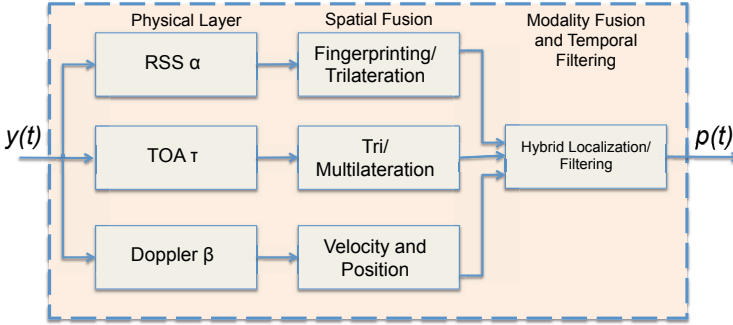 Physical Layer
Spatial Fusion
Modality Fusion
and Temporal
Filtering
RSS α
Fingerprinting/
Trilateration
y(t)
TOA τ
Tri/
Multilateration
Hybrid Localization/
Filtering
p(t)
Doppler β
Velocity and
Position